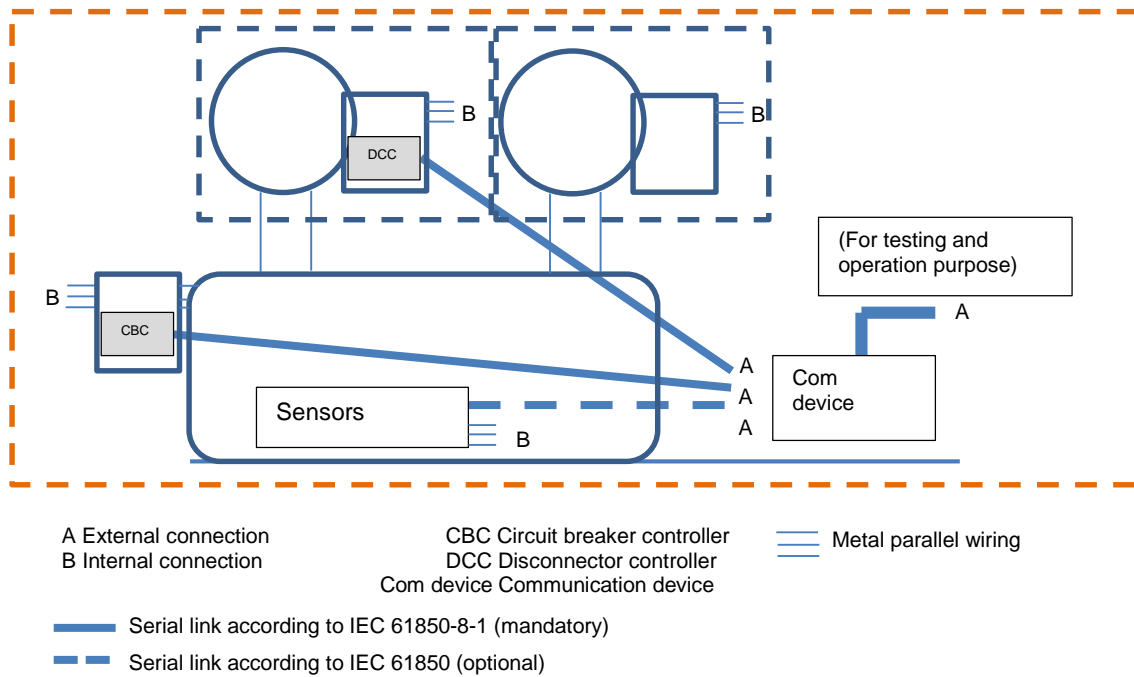 B
B
DCC
(For testing and
operation purpose)
B
A
CBC
A
Com
device
A
Sensors
A
B
A External connection
B Internal connection
CBC Circuit breaker controller
DCC Disconnector controller
Com device Communication device
Metal parallel wiring
Serial link according to IEC 61850-8-1 (mandatory)
Serial link according to IEC 61850 (optional)